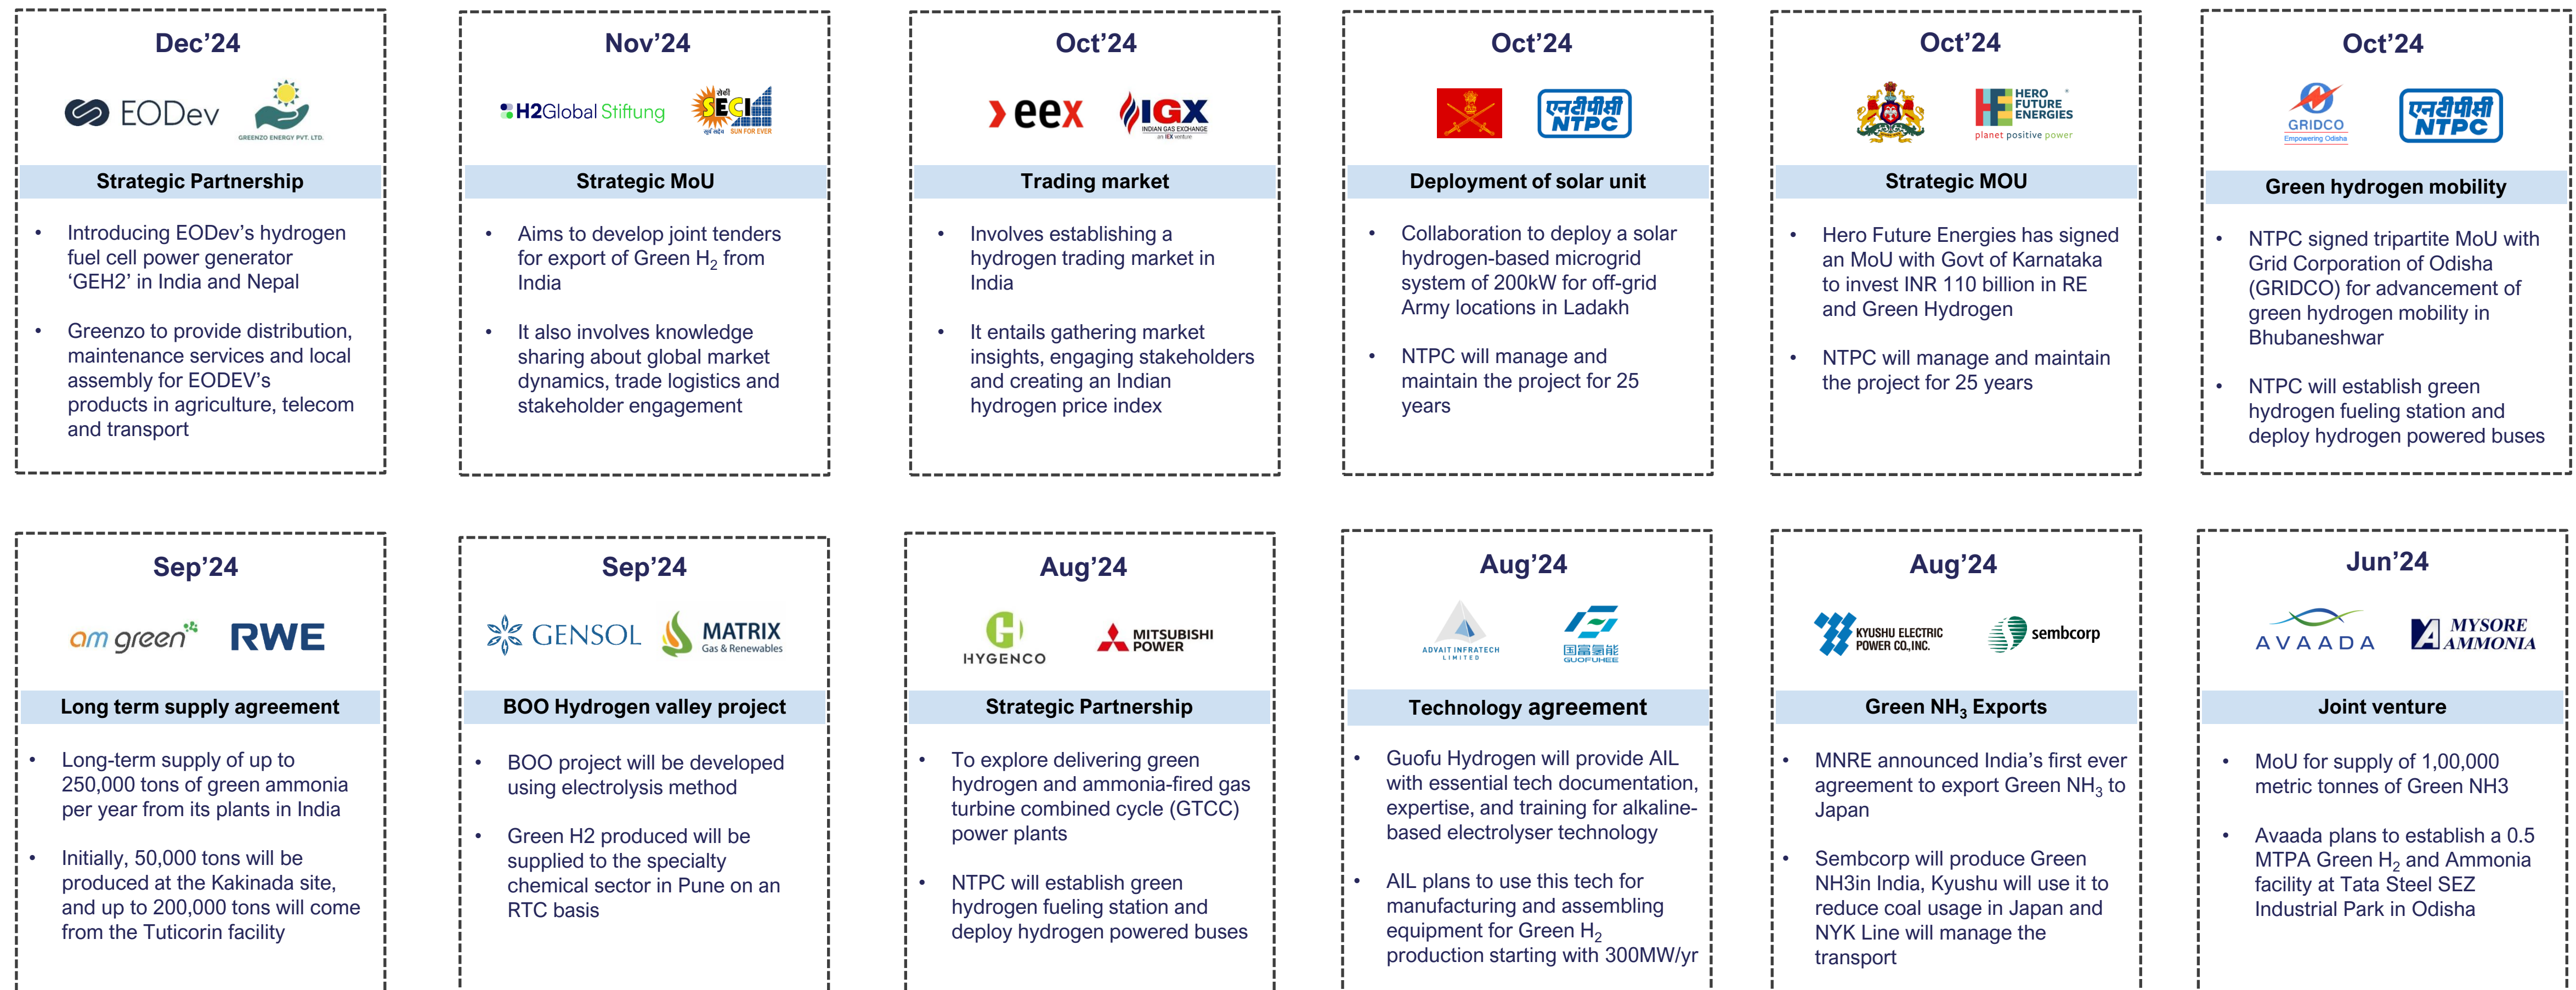 Dec’24
EODev
GREENZO ENERGY PVT. LTD.
Strategic Partnership
• Introducing EODev’s hydrogen
fuel cell power generator
‘GEH2’ in India and Nepal
• Greenzo to provide distribution,
maintenance services and local
assembly for EODEV’s
products in agriculture, telecom
and transport
Nov’24
H2Global Stiftung
सेकी
SECI
सूर्य सदैव SUN FOR EVER
Strategic MoU
• Aims to develop joint tenders
for export of Green H₂ from
India
• It also involves knowledge
sharing about global market
dynamics, trade logistics and
stakeholder engagement
Oct’24
eex
IGX
INDIAN GAS EXCHANGE
an IEX venture
Trading market
• Involves establishing a
hydrogen trading market in
India
• It entails gathering market
insights, engaging stakeholders
and creating an Indian
hydrogen price index
Oct’24
एनटीपीसी
NTPC
Deployment of solar unit
• Collaboration to deploy a solar
hydrogen-based microgrid
system of 200kW for off-grid
Army locations in Ladakh
• NTPC will manage and
maintain the project for 25
years
Oct’24
HERO
FUTURE
ENERGIES
planet positive power
Strategic MOU
• Hero Future Energies has signed
an MoU with Govt of Karnataka
to invest INR 110 billion in RE
and Green Hydrogen
• NTPC will manage and maintain
the project for 25 years
Oct’24
GRIDCO
Empowering Odisha
एनटीपीसी
NTPC
Green hydrogen mobility
• NTPC signed tripartite MoU with
Grid Corporation of Odisha
(GRIDCO) for advancement of
green hydrogen mobility in
Bhubaneshwar
• NTPC will establish green
hydrogen fueling station and
deploy hydrogen powered buses
Sep’24
am green
RWE
Long term supply agreement
• Long-term supply of up to
250,000 tons of green ammonia
per year from its plants in India
• Initially, 50,000 tons will be
produced at the Kakinada site,
and up to 200,000 tons will come
from the Tuticorin facility
Sep’24
GENSOL
MATRIX
Gas & Renewables
BOO Hydrogen valley project
• BOO project will be developed
using electrolysis method
• Green H2 produced will be
supplied to the specialty
chemical sector in Pune on an
RTC basis
Aug’24
HYGENCO
MITSUBISHI
POWER
Strategic Partnership
• To explore delivering green
hydrogen and ammonia-fired gas
turbine combined cycle (GTCC)
power plants
• NTPC will establish green
hydrogen fueling station and
deploy hydrogen powered buses
Aug’24
ADVAIT INFRATECH
LIMITED
国富氢能
GUOFUHEE
Technology agreement
• Guofu Hydrogen will provide AIL
with essential tech documentation,
expertise, and training for alkaline-
based electrolyser technology
• AIL plans to use this tech for
manufacturing and assembling
equipment for Green H₂
production starting with 300MW/yr
Aug’24
KYUSHU ELECTRIC
POWER CO.,INC.
sembcorp
Green NH₃ Exports
• MNRE announced India’s first ever
agreement to export Green NH₃ to
Japan
• Sembcorp will produce Green
NH3in India, Kyushu will use it to
reduce coal usage in Japan and
NYK Line will manage the
transport
Jun’24
AVAADA
MYSORE
AMMONIA
Joint venture
• MoU for supply of 1,00,000
metric tonnes of Green NH3
• Avaada plans to establish a 0.5
MTPA Green H₂ and Ammonia
facility at Tata Steel SEZ
Industrial Park in Odisha